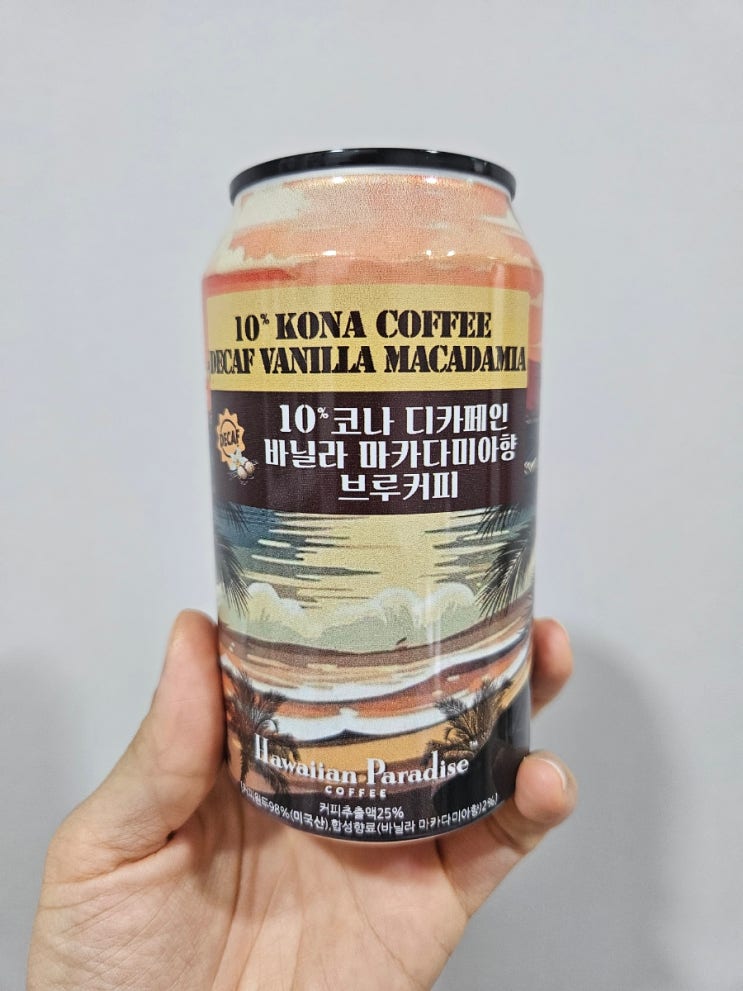 10% KONA COFFEE
DECAF VANILLA MACADAMIA
10% 코나 디카페인
DECAF
바닐라 마카다미아향
브루커피
Hawaiian Paradise
COFFEE
커피추출액25%
98%(미국산),합성향료(바닐라 마카다미아향)2%]